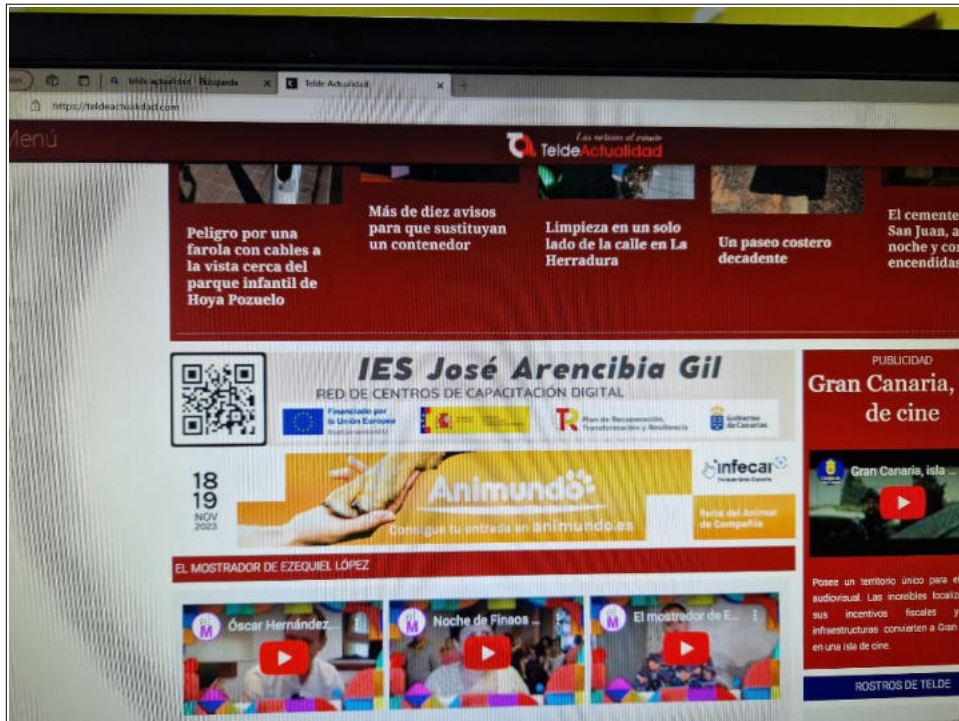 telde actualidad - Búsqueda
Telde Actualidad
https://teldeactualidad.com
Menú
Las noticias al minuto
TeldeActualidad
Peligro por una
farola con cables a
la vista cerca del
parque infantil de
Hoya Pozuelo
Más de diez avisos
para que sustituyan
un contenedor
Limpieza en un solo
lado de la calle en La
Herradura
Un paseo costero
decadente
El cemente
San Juan, a
noche y con
encendidas
IES José Arencibia Gil
RED DE CENTROS DE CAPACITACIÓN DIGITAL
Financiado por
la Unión Europea
Plan de Recuperación,
Transformación y Resiliencia
Gobierno
de Canarias
18
19
NOV
2023
Animundo
Consigue tu entrada en animundo.es
infecar
Feria del Animal
de Compañía
PUBLICIDAD
Gran Canaria,
de cine
Gran Canaria, isla ...
Posee un territorio único para el
audiovisual. Las increíbles localiz
sus incentivos fiscales y
infraestructuras convierten a Gran
en una isla de cine.
ROSTROS DE TELDE
EL MOSTRADOR DE EZEQUIEL LÓPEZ
Óscar Hernández,...
Noche de Finaos ...
El mostrador de E...